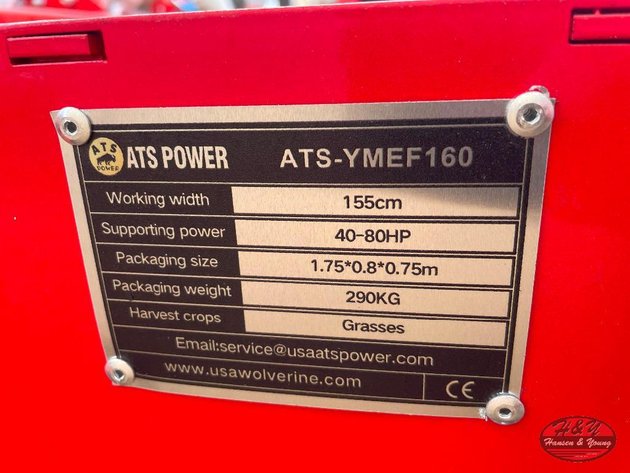 ATS
POWER
ATS POWER ATS-YMEF160
Working width 155cm
Supporting power 40-80HP
Packaging size 1.75*0.8*0.75m
Packaging weight 290KG
Harvest crops Grasses
Email:service@usaatspower.com
www.usawolverine.com CE
H&Y
Hansen & Young